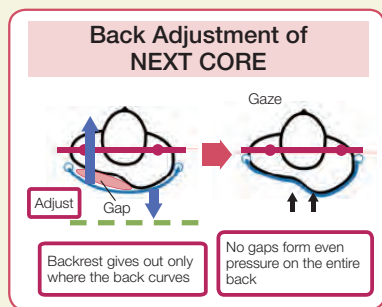 Back Adjustment of
NEXT CORE
Gaze
Adjust
Gap
Backrest gives out only
where the back curves
No gaps form even
pressure on the entire
back